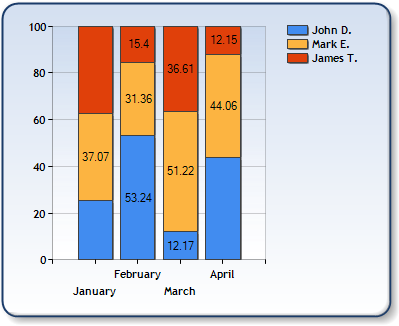 100
80
60
40
20
0
15.4
36.61
12.15
37.07
31.36
51.22
44.06
53.24
12.17
January
February
March
April
John D.
Mark E.
James T.